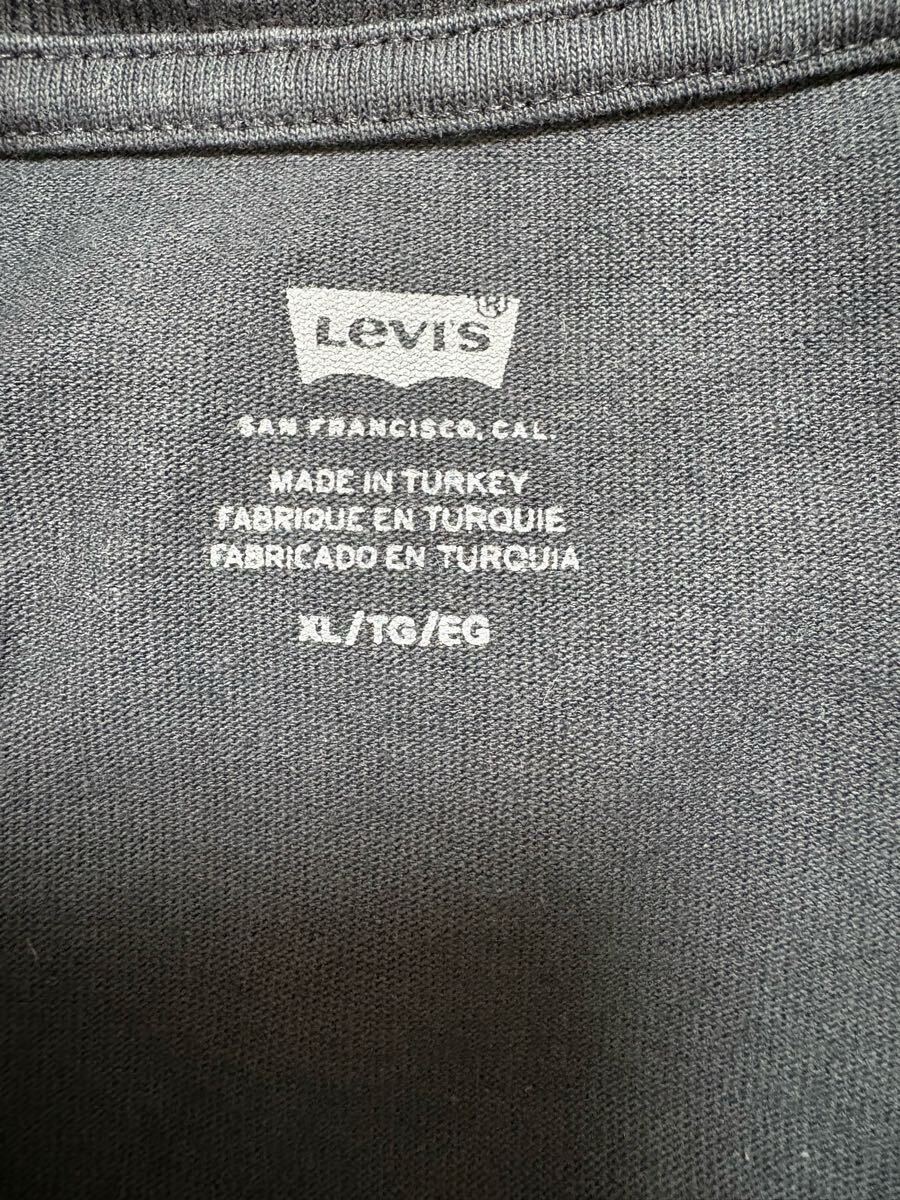 Levi's®
SAN FRANCISCO, CAL.
MADE IN TURKEY
FABRIQUE EN TURQUIE
FABRICADO EN TURQUIA
XL/TG/EG